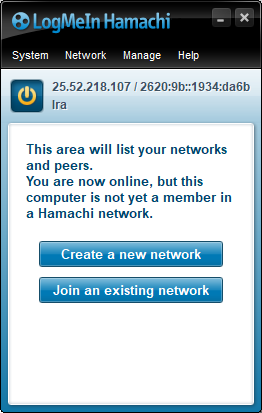 LogMeIn Hamachi
System Network Manage Help
25.52.218.107 / 2620:9b::1934:da6b
Ira
This area will list your networks
and peers.
You are now online, but this
computer is not yet a member in
a Hamachi network.
Create a new network
Join an existing network